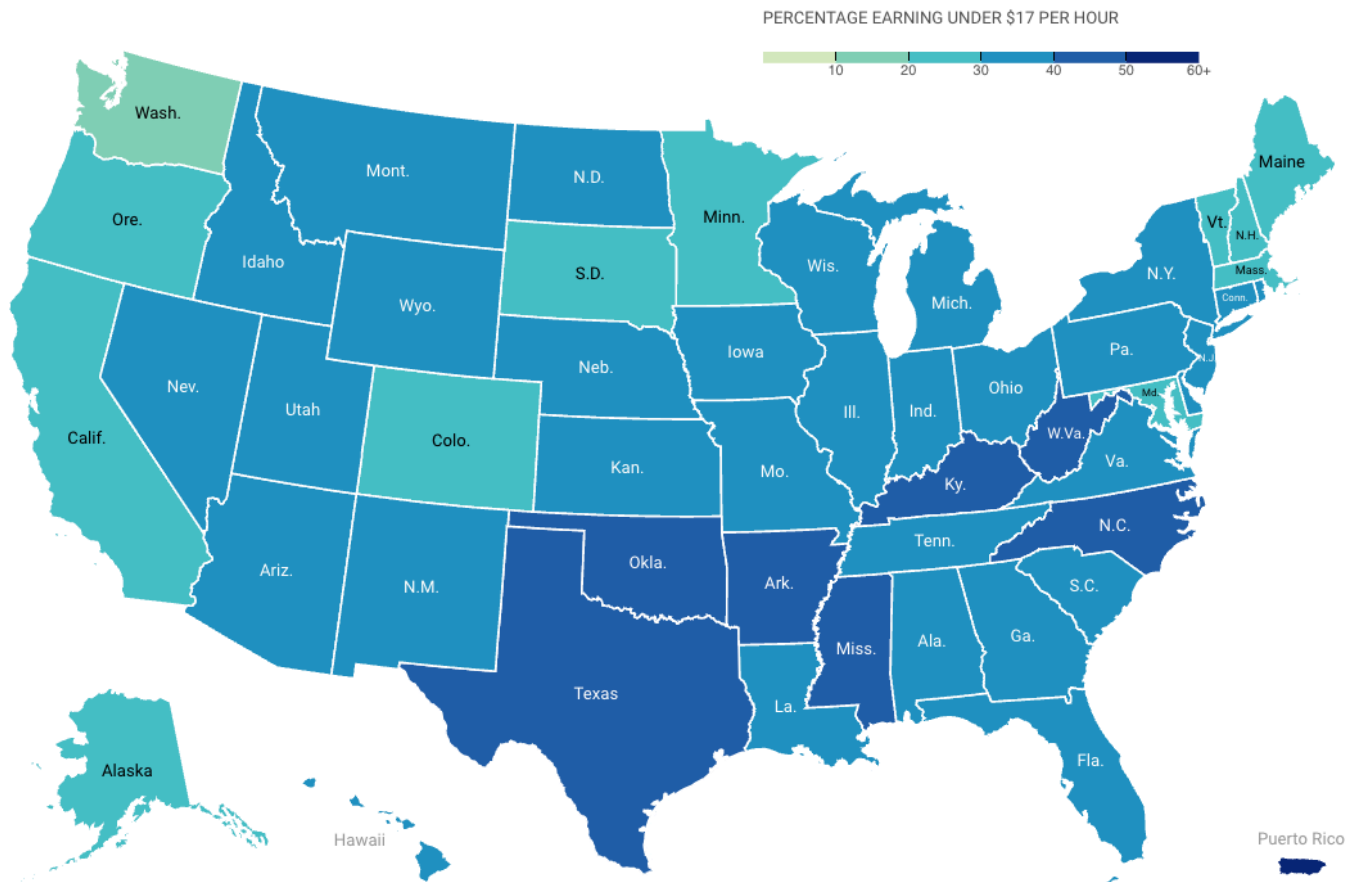 PERCENTAGE EARNING UNDER $17 PER HOUR
10 20 30 40 50 60+
Wash.
Maine
Mont.
N.D.
Ore.
Minn.
Vt.
N.H.
Idaho
S.D.
Wis.
N.Y.
Mass.
Wyo.
Mich.
Conn.
Iowa
Pa.
N.J.
Nev.
Neb.
Ohio
Md.
Utah
Ill.
Ind.
Calif.
Colo.
W.Va.
Kan.
Mo.
Va.
Ky.
N.C.
Tenn.
Ariz.
Okla.
Ark.
N.M.
S.C.
Miss.
Ala.
Ga.
Texas
La.
Fla.
Alaska
Hawaii
Puerto Rico